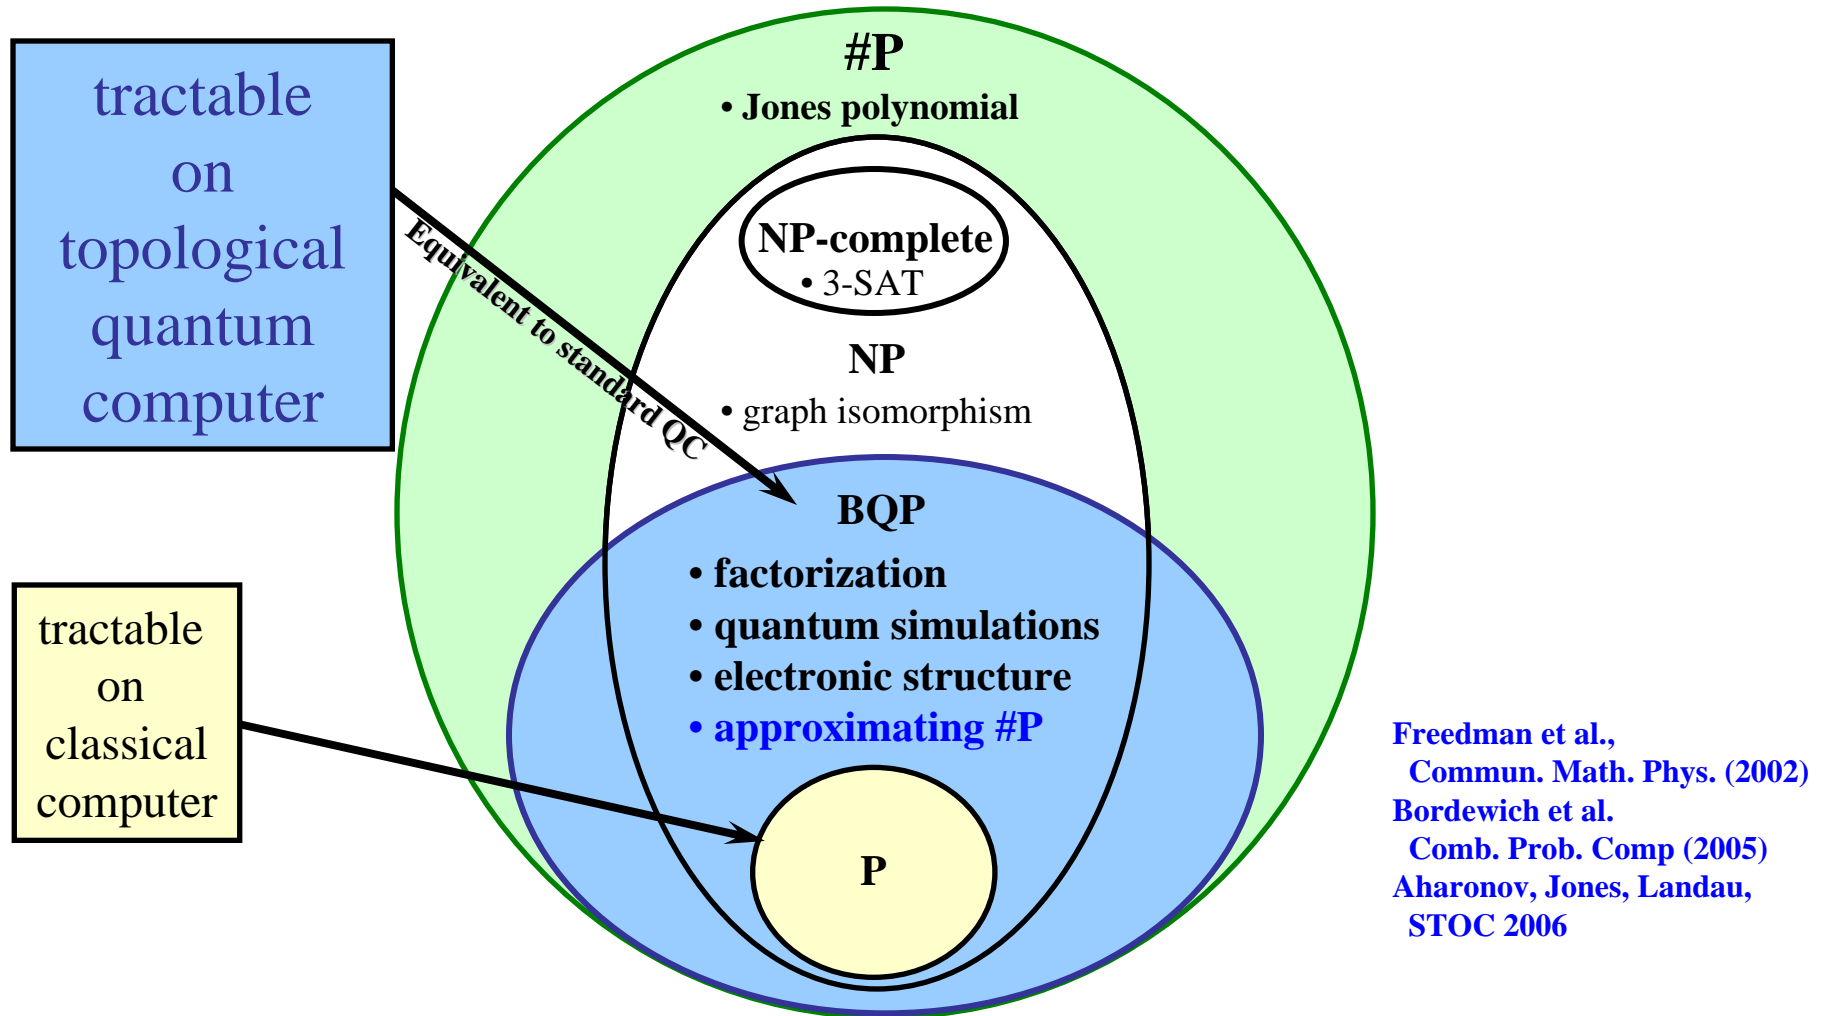 tractable
on
topological
quantum
computer
Equivalent to standard QC
#P
• Jones polynomial
NP-complete
• 3-SAT
NP
• graph isomorphism
BQP
• factorization
• quantum simulations
• electronic structure
• approximating #P
P
tractable
on
classical
computer
Freedman et al.,
Commun. Math. Phys. (2002)
Bordewich et al.
Comb. Prob. Comp (2005)
Aharonov, Jones, Landau,
STOC 2006